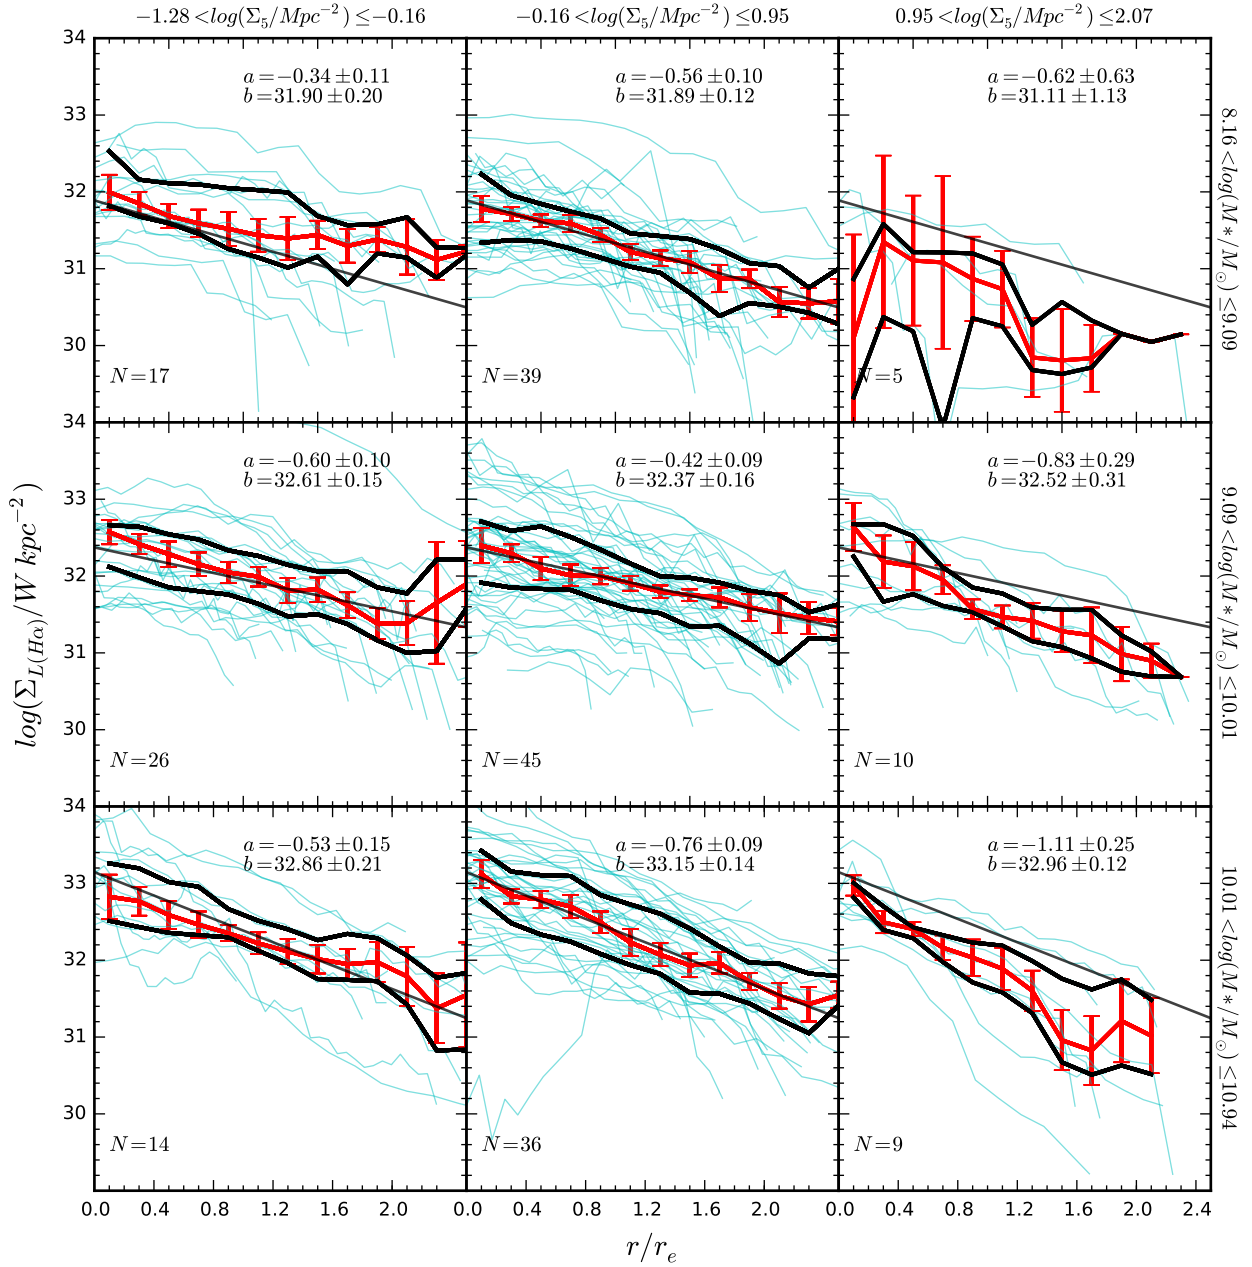 −1.28 <log(Σ₅/Mpc⁻²) ≤−0.16
−0.16 <log(Σ₅/Mpc⁻²) ≤0.95
0.95 <log(Σ₅/Mpc⁻²) ≤2.07
34
33
32
31
30
a=−0.34±0.11
b=31.90±0.20
N=17
a=−0.56±0.10
b=31.89±0.12
N=39
a=−0.62±0.63
b=31.11±1.13
N=5
8.16 <log(M∗/M⊙) ≤9.09
34
33
32
31
30
a=−0.60±0.10
b=32.61±0.15
N=26
a=−0.42±0.09
b=32.37±0.16
N=45
a=−0.83±0.29
b=32.52±0.31
N=10
9.09 <log(M∗/M⊙) ≤10.01
log(Σ_L(Hα)/W kpc⁻²)
34
33
32
31
30
a=−0.53±0.15
b=32.86±0.21
N=14
a=−0.76±0.09
b=33.15±0.14
N=36
a=−1.11±0.25
b=32.96±0.12
N=9
10.01 <log(M∗/M⊙) ≤10.94
0.0 0.4 0.8 1.2 1.6 2.0 0.0 0.4 0.8 1.2 1.6 2.0 0.0 0.4 0.8 1.2 1.6 2.0 2.4
r/rₑ